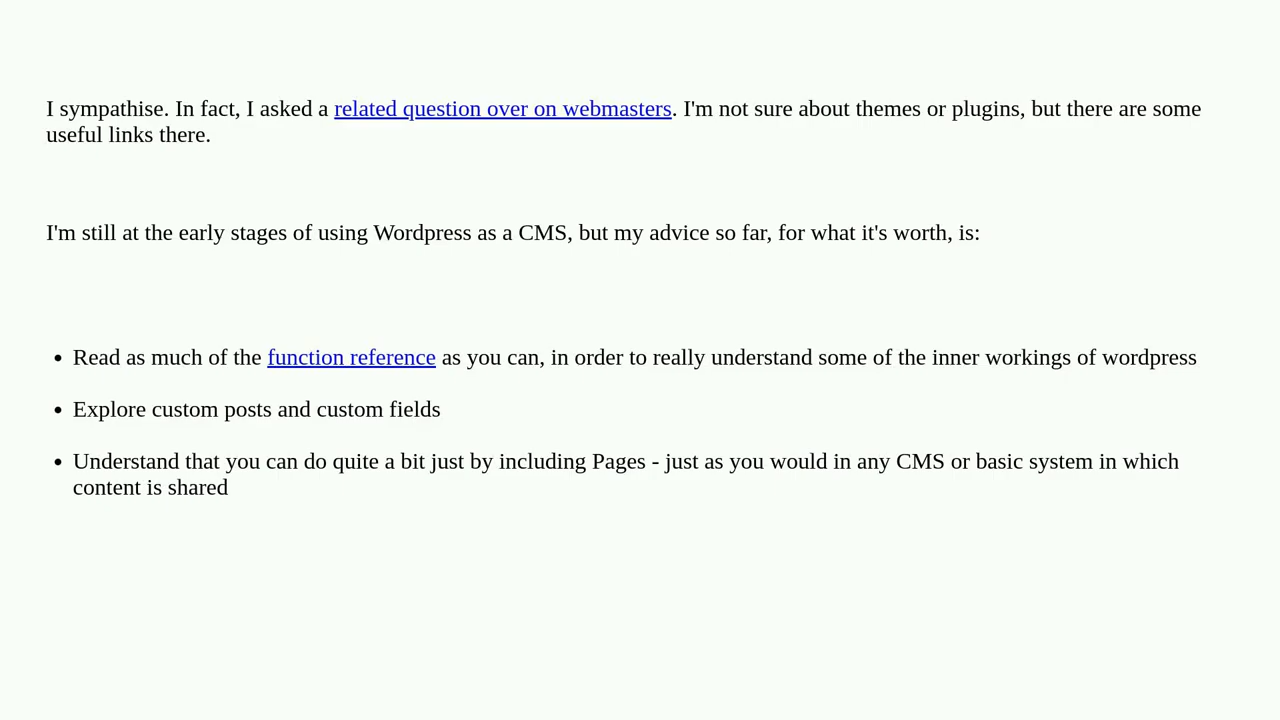 I sympathise. In fact, I asked a related question over on webmasters. I'm not sure about themes or plugins, but there are some
useful links there.
I'm still at the early stages of using Wordpress as a CMS, but my advice so far, for what it's worth, is:
• Read as much of the function reference as you can, in order to really understand some of the inner workings of wordpress
• Explore custom posts and custom fields
• Understand that you can do quite a bit just by including Pages - just as you would in any CMS or basic system in which
content is shared